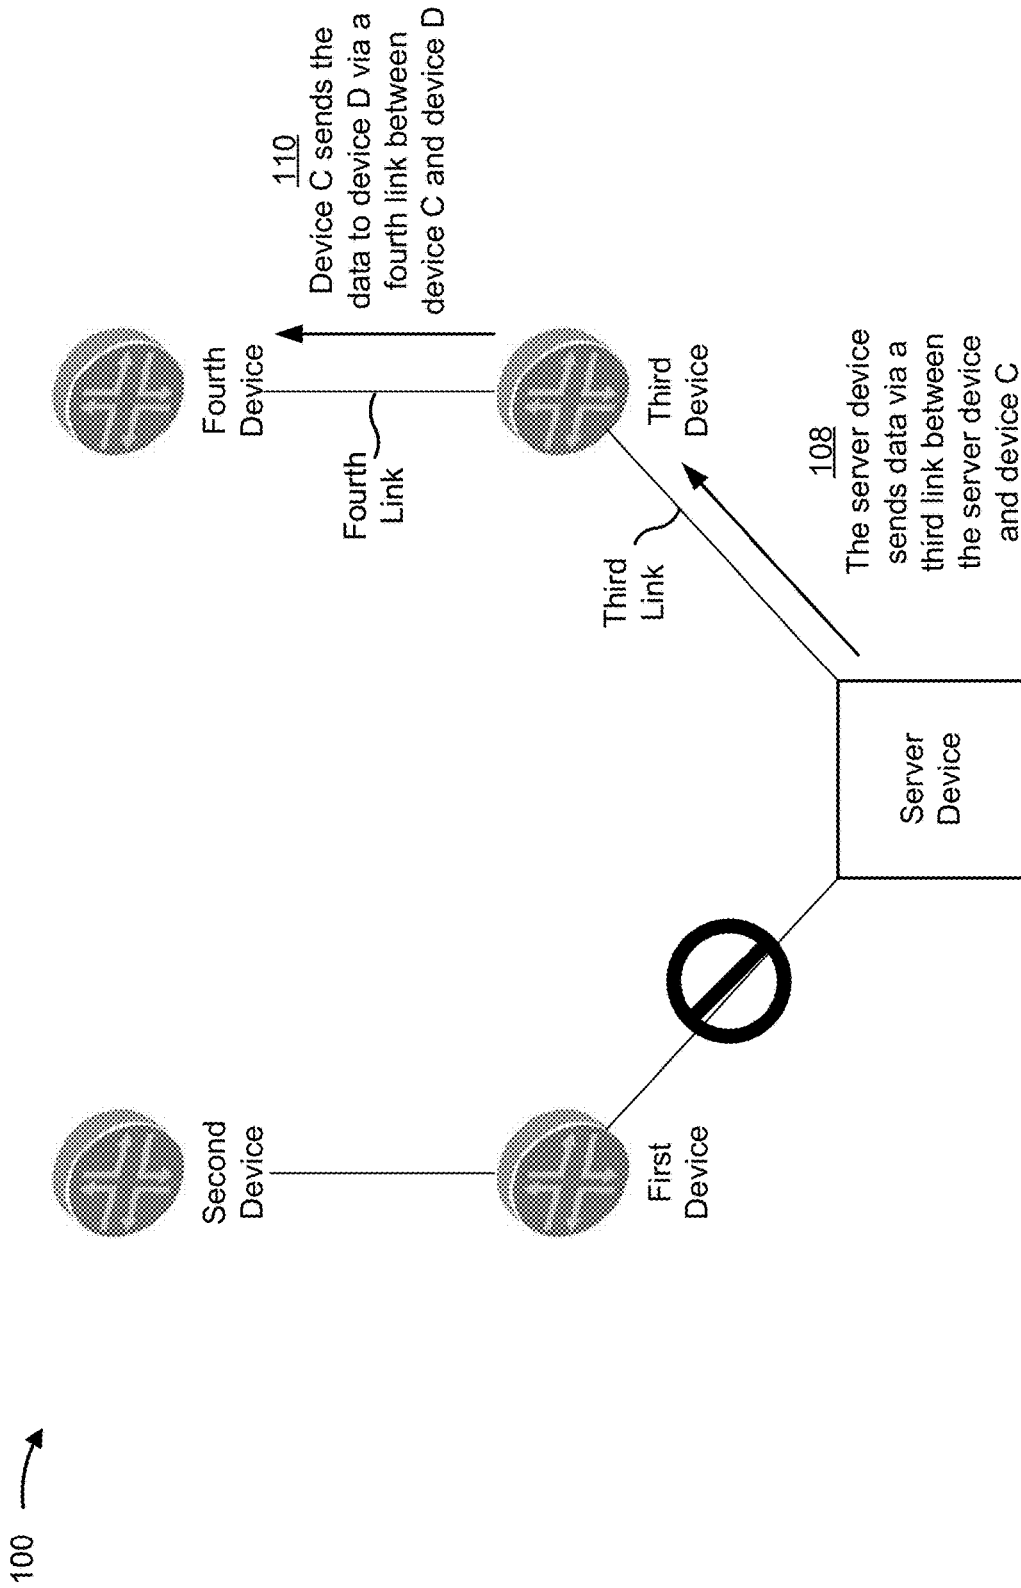 100
Second
Device
Fourth
Device
Fourth
Link
110
Device C sends the
data to device D via a
fourth link between
device C and device D
First
Device
Third
Device
Third
Link
108
The server device
sends data via a
third link between
the server device
and device C
Server
Device